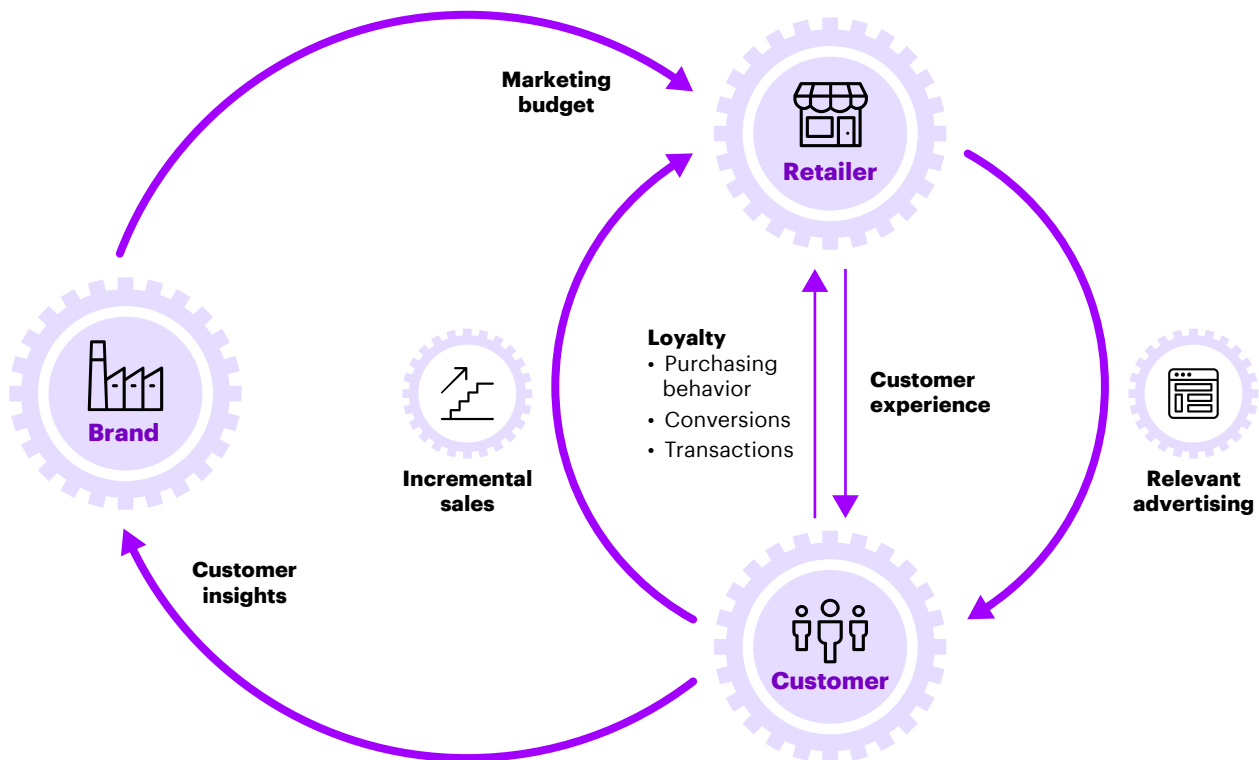 Marketing
budget
Retailer
Brand
Loyalty
• Purchasing
behavior
• Conversions
• Transactions
Customer
experience
Incremental
sales
Relevant
advertising
Customer
insights
Customer